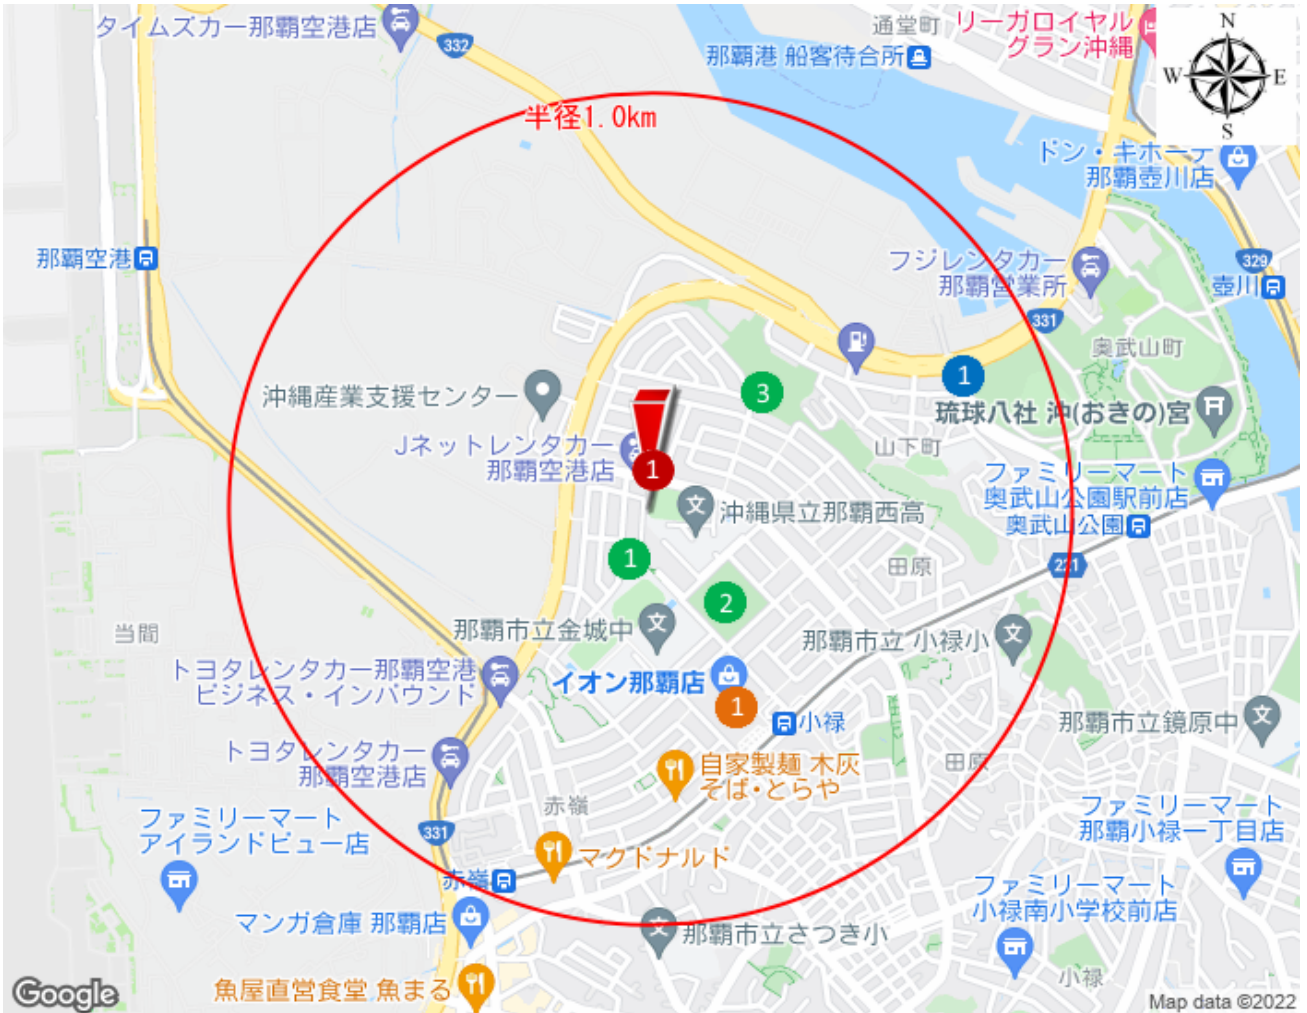 タイムズカー那覇空港店
332
通堂町
リーガロイヤル
グラン沖縄
那覇港 船客待合所
N
W
E
S
半径1.0km
ドン・キホーテ
那覇壺川店
那覇空港
フジレンタカー
那覇営業所
329
壺川
331
奥武山町
1
3
沖縄産業支援センター
琉球八社 沖(おきの)宮
Jネットレンタカー
那覇空港店
1
山下町
ファミリーマート
奥武山公園駅前店
奥武山公園
文
沖縄県立那覇西高
1
田原
221
2
当間
那覇市立金城中
文
那覇市立 小禄小
文
トヨタレンタカー那覇空港
ビジネス・インバウンド
イオン那覇店
1
小禄
那覇市立鏡原中
文
トヨタレンタカー
那覇空港店
自家製麺 木灰
そば・とらや
田原
赤嶺
ファミリーマート
アイランドビュー店
331
ファミリーマート
那覇小禄一丁目店
マクドナルド
赤嶺
ファミリーマート
小禄南小学校前店
マンガ倉庫 那覇店
文
那覇市立さつき小
小禄
魚屋直営食堂 魚まる
Google
Map data ©2022